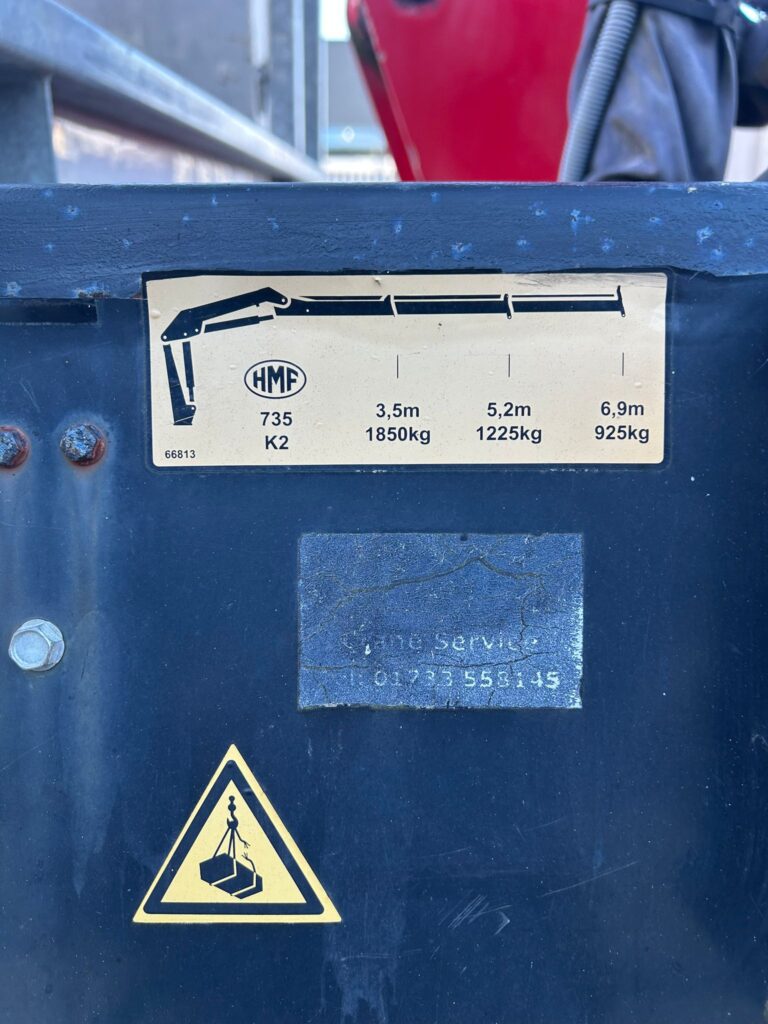 HMF
735
K2
3,5m
1850kg
5,2m
1225kg
6,9m
925kg
66813
Crane Service
01733 558145